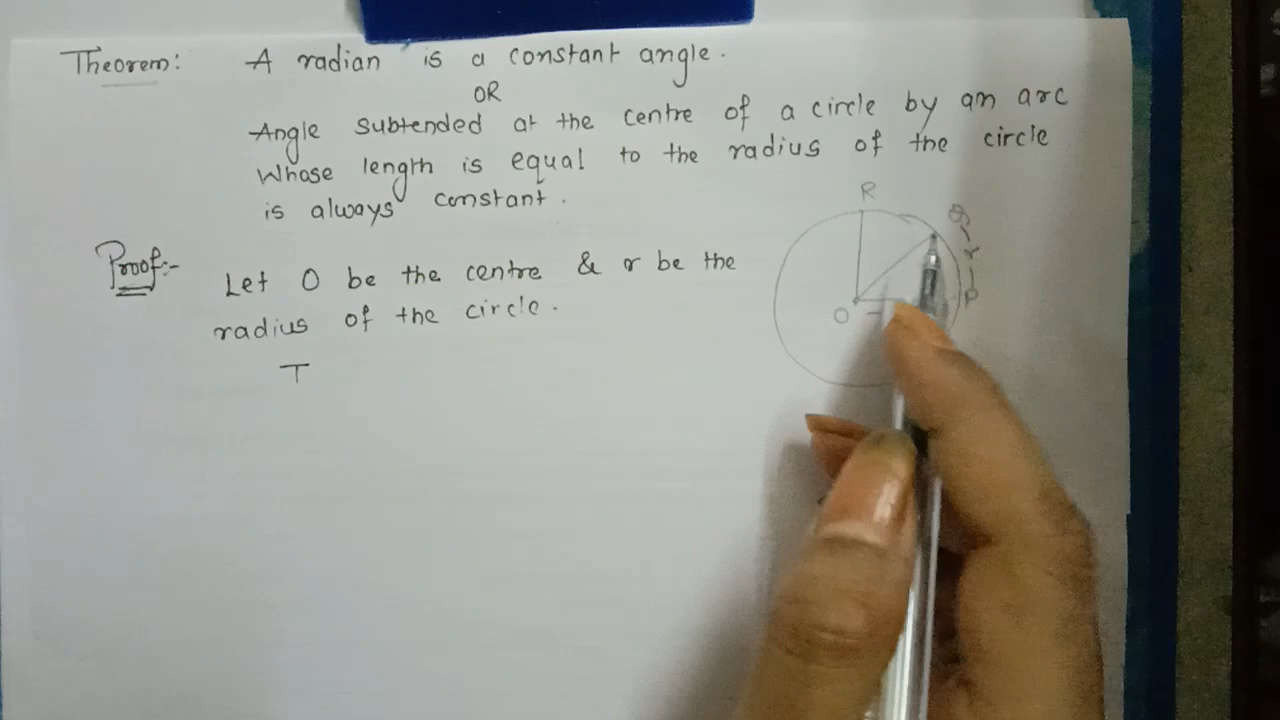 Theorem: A radian is a constant angle.
OR
Angle subtended at the centre of a circle by an arc
whose length is equal to the radius of the circle
is always constant.
Proof:- Let O be the centre & r be the
radius of the circle.
T
R
Q
r
P
O